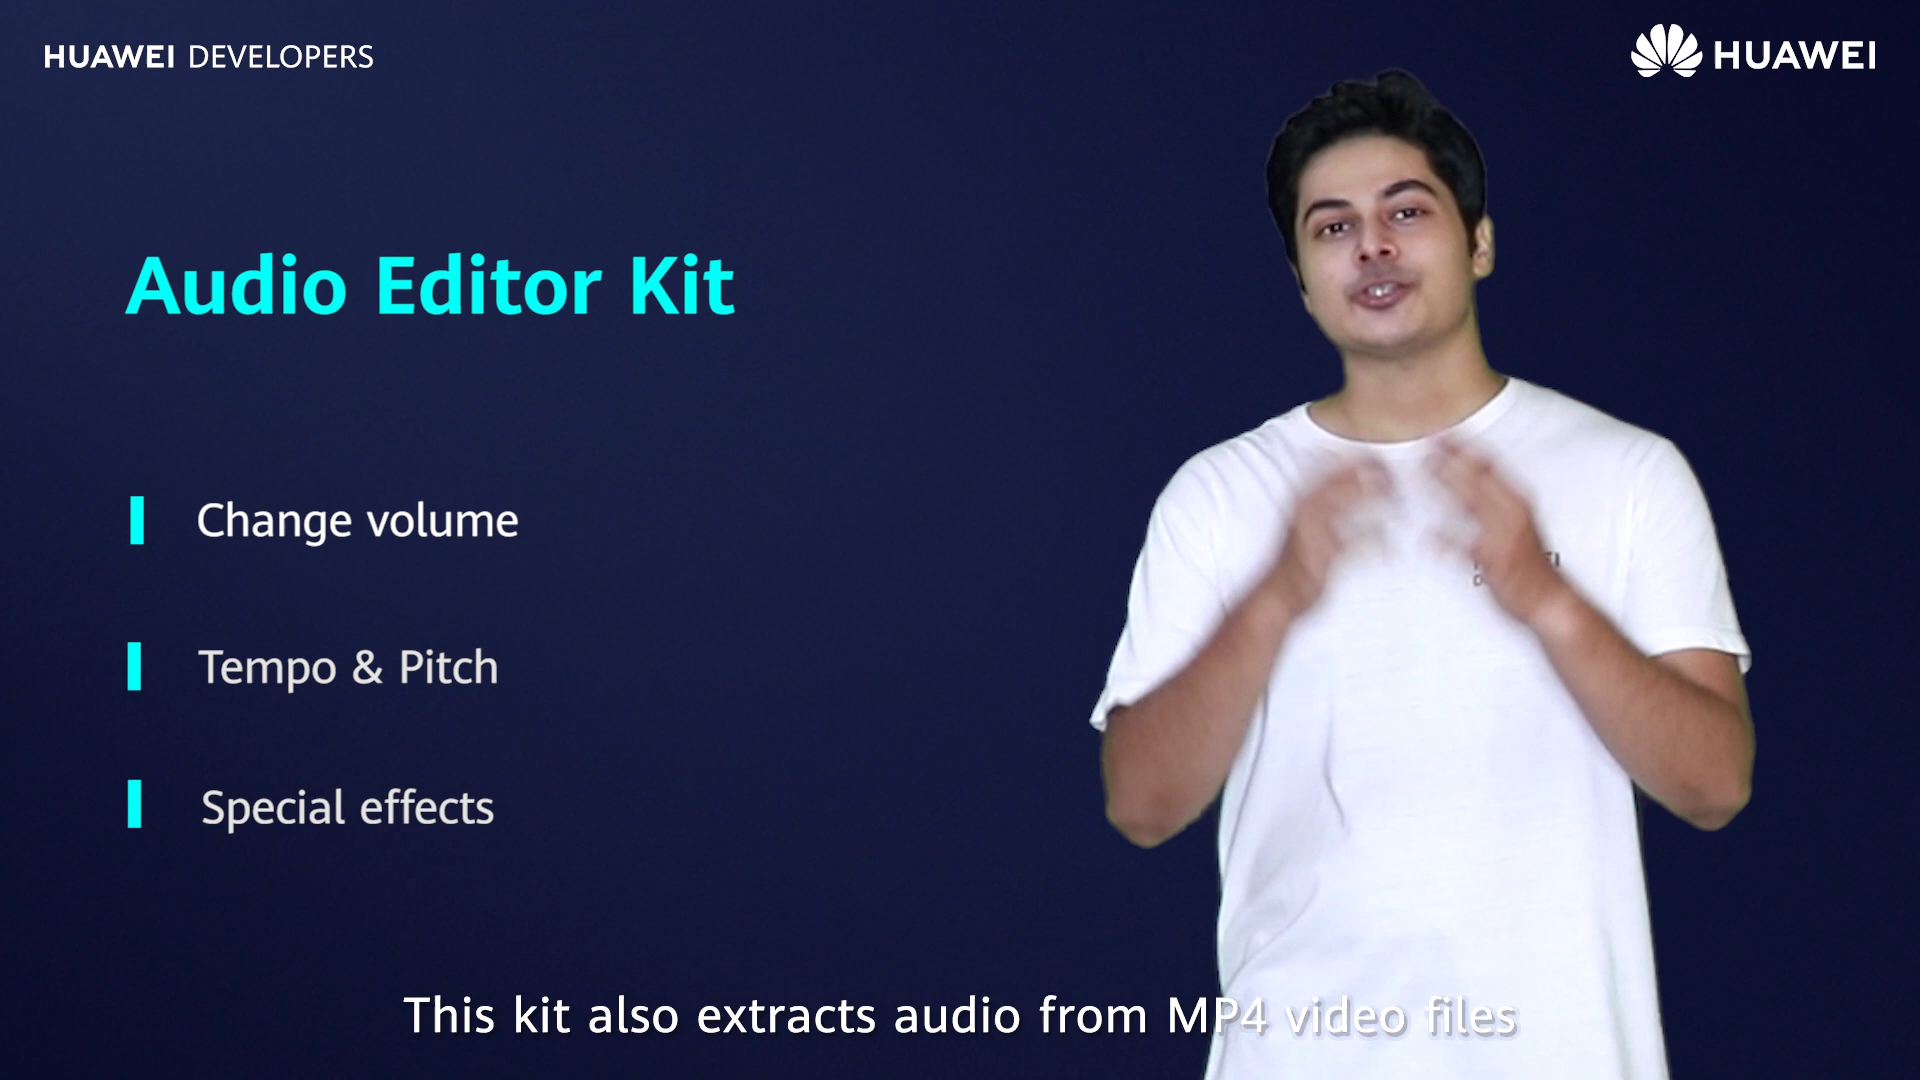 HUAWEI DEVELOPERS
HUAWEI
Audio Editor Kit
Change volume
Tempo & Pitch
Special effects
This kit also extracts audio from MP4 video files